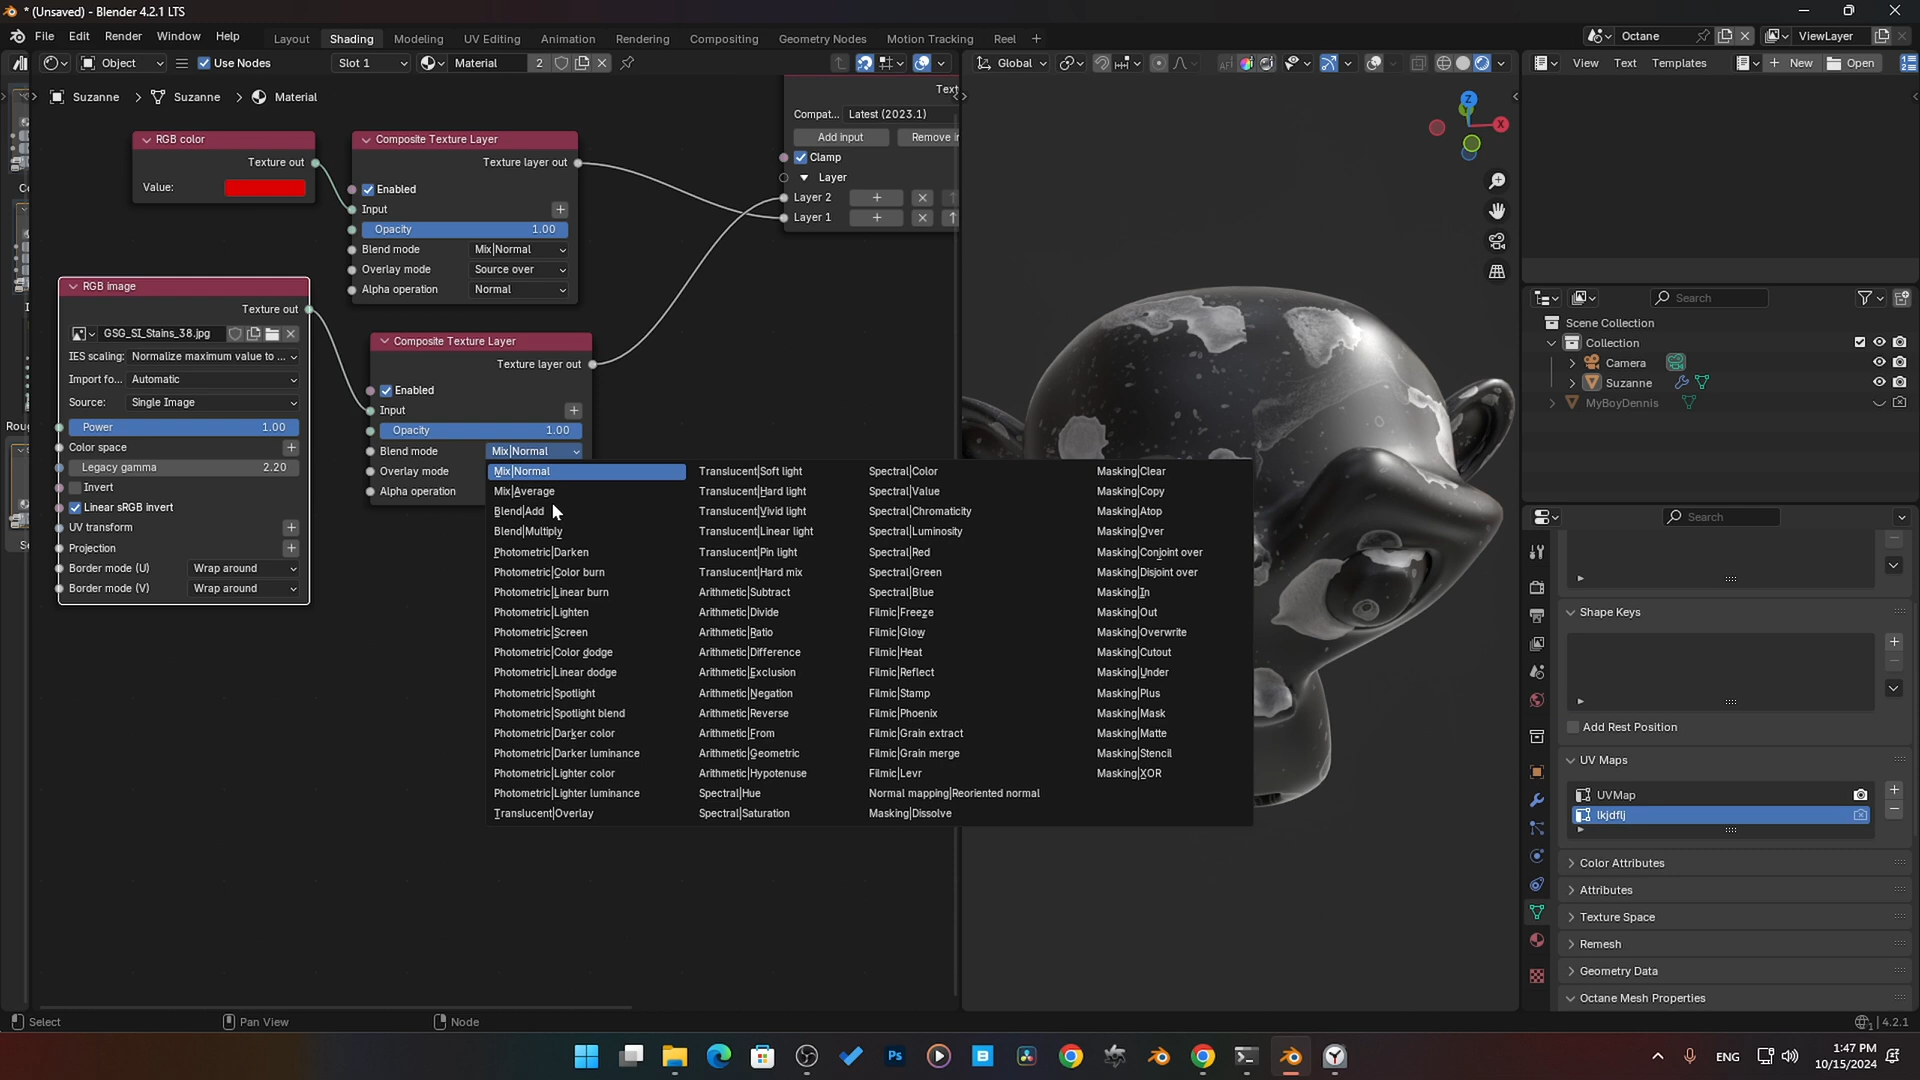 * (Unsaved) - Blender 4.2.1 LTS
File Edit Render Window Help
Layout Shading Modeling UV Editing Animation Rendering Compositing Geometry Nodes Motion Tracking Reel +
Octane ViewLayer
Object Use Nodes Slot 1 Material 2
Global
View Text Templates New Open
Suzanne > Suzanne > Material
RGB color
Texture out
Value:
Composite Texture Layer
Texture layer out
Enabled
Input
Opacity 1.00
Blend mode Mix|Normal
Overlay mode Source over
Alpha operation Normal
Compat... Latest (2023.1)
Add input
Clamp
Layer
Layer 2
Layer 1
RGB image
Texture out
GSG_SI_Stains_38.jpg
IES scaling: Normalize maximum value to ...
Import fo... Automatic
Source: Single Image
Power 1.00
Color space
Legacy gamma 2.20
Invert
Linear sRGB invert
UV transform
Projection
Border mode (U) Wrap around
Border mode (V) Wrap around
Composite Texture Layer
Texture layer out
Enabled
Input
Opacity 1.00
Blend mode Mix|Normal
Overlay mode
Alpha operation
Mix|Normal
Mix|Average
Blend|Add
Blend|Multiply
Photometric|Darken
Photometric|Color burn
Photometric|Linear burn
Photometric|Lighten
Photometric|Screen
Photometric|Color dodge
Photometric|Linear dodge
Photometric|Spotlight
Photometric|Spotlight blend
Photometric|Darker color
Photometric|Darker luminance
Photometric|Lighter color
Photometric|Lighter luminance
Translucent|Overlay
Translucent|Soft light
Translucent|Hard light
Translucent|Vivid light
Translucent|Linear light
Translucent|Pin light
Translucent|Hard mix
Arithmetic|Subtract
Arithmetic|Divide
Arithmetic|Ratio
Arithmetic|Difference
Arithmetic|Exclusion
Arithmetic|Negation
Arithmetic|Reverse
Arithmetic|From
Arithmetic|Geometric
Arithmetic|Hypotenuse
Spectral|Hue
Spectral|Saturation
Spectral|Color
Spectral|Value
Spectral|Chromaticity
Spectral|Luminosity
Spectral|Red
Spectral|Green
Spectral|Blue
Filmic|Freeze
Filmic|Glow
Filmic|Heat
Filmic|Reflect
Filmic|Stamp
Filmic|Phoenix
Filmic|Grain extract
Filmic|Grain merge
Filmic|Levr
Normal mapping|Reoriented normal
Masking|Dissolve
Masking|Clear
Masking|Copy
Masking|Atop
Masking|Over
Masking|Conjoint over
Masking|Disjoint over
Masking|In
Masking|Out
Masking|Overwrite
Masking|Cutout
Masking|Under
Masking|Plus
Masking|Mask
Masking|Matte
Masking|Stencil
Masking|XOR
Z
X
Search
Scene Collection
Collection
Camera
Suzanne
MyBoyDennis
Search
Shape Keys
Add Rest Position
UV Maps
UVMap
lkjdflj
Color Attributes
Attributes
Texture Space
Remesh
Geometry Data
Octane Mesh Properties
Select Pan View Node
4.2.1
Ps
ENG
1:47 PM
10/15/2024